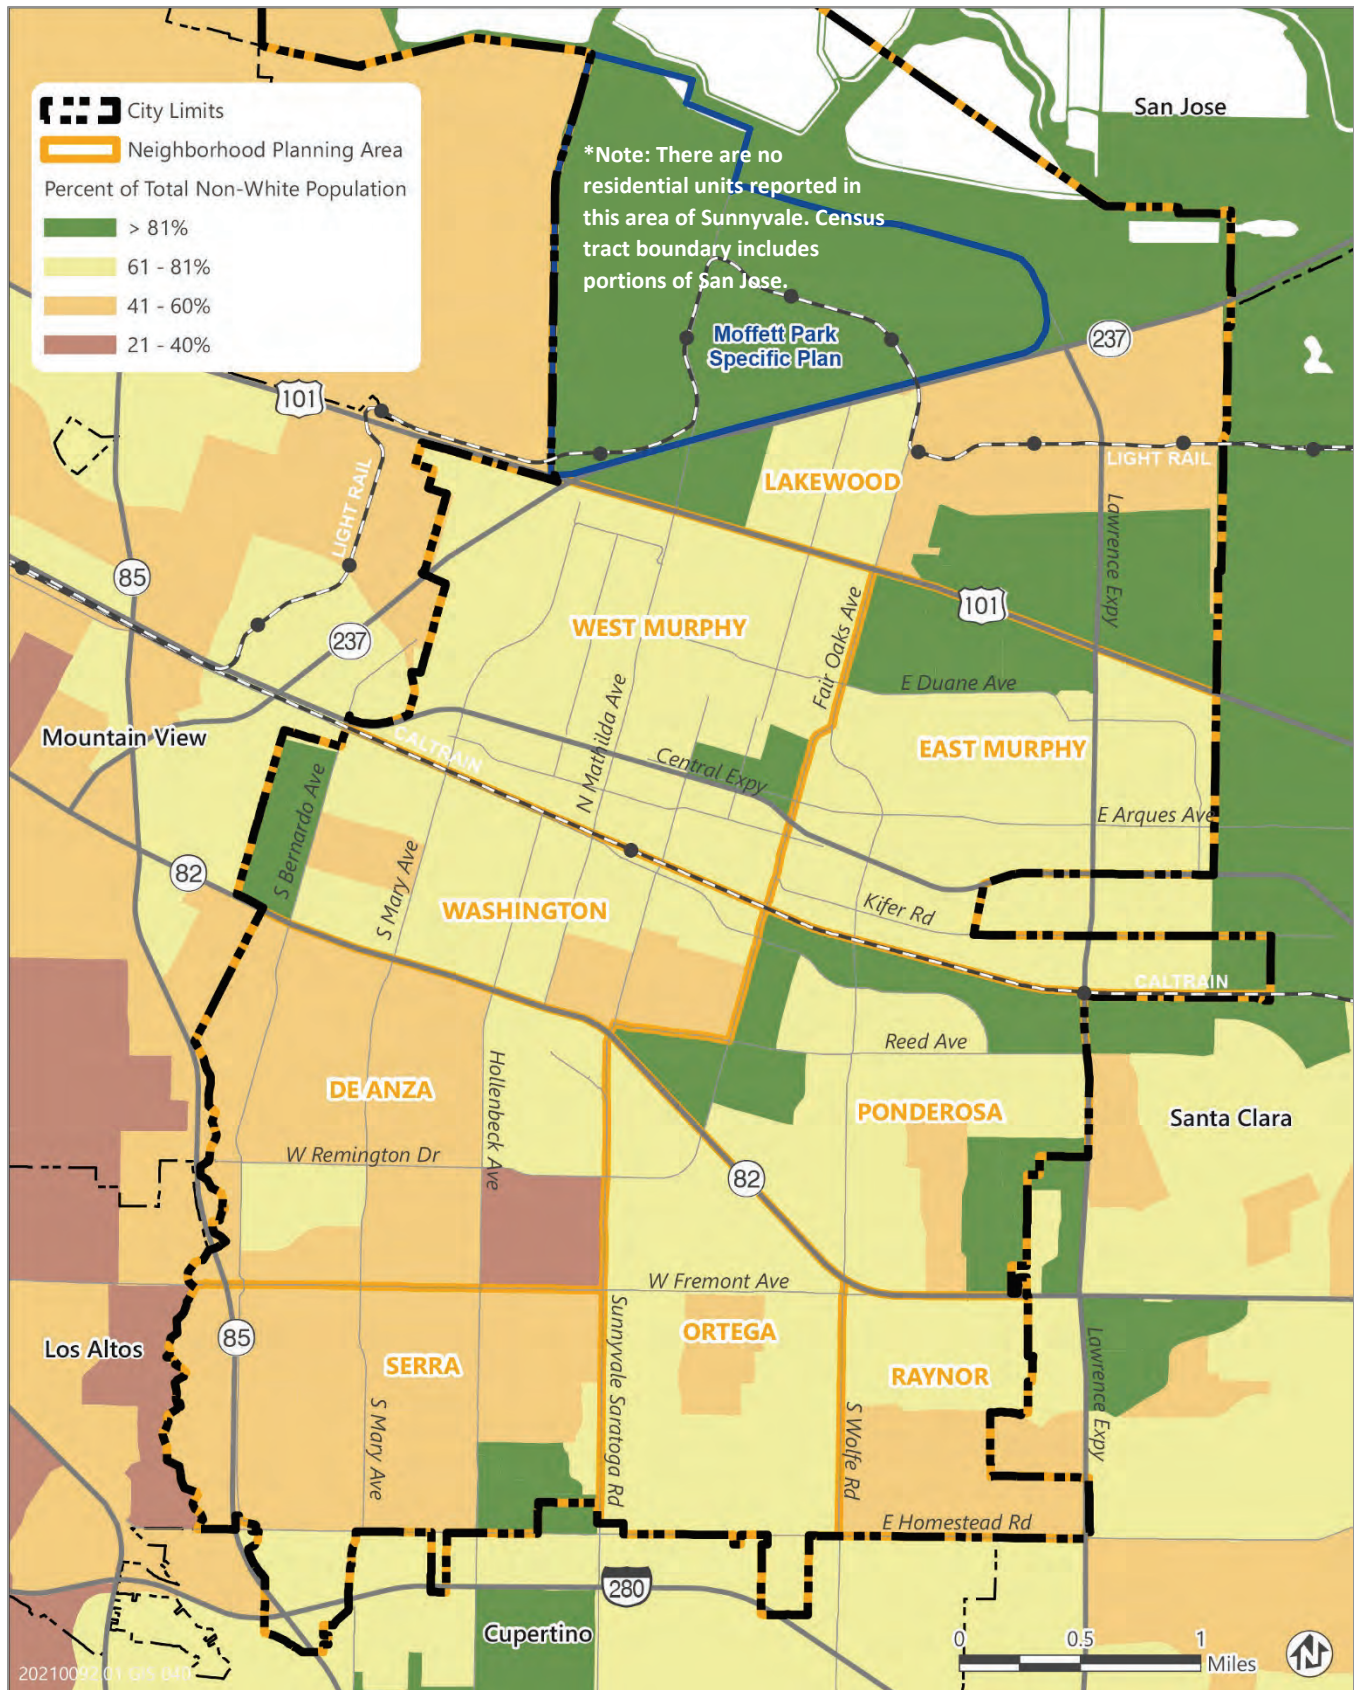 San Jose
City Limits
Neighborhood Planning Area
Percent of Total Non-White Population
> 81%
61 - 81%
41 - 60%
21 - 40%
*Note: There are no
residential units reported in
this area of Sunnyvale. Census
tract boundary includes
portions of San Jose.
Moffett Park
Specific Plan
237
101
LIGHT RAIL
LAKEWOOD
LIGHT RAIL
Lawrence Expy
85
101
237
WEST MURPHY
Fair Oaks Ave
E Duane Ave
N Mathilda Ave
Mountain View
CALTRAIN
EAST MURPHY
Central Expy
S Bernardo Ave
E Arques Ave
82
S Mary Ave
WASHINGTON
Kifer Rd
CALTRAIN
Reed Ave
Hollenbeck Ave
DE ANZA
PONDEROSA
Santa Clara
W Remington Dr
82
W Fremont Ave
Sunnyvale Saratoga Rd
85
Los Altos
ORTEGA
SERRA
RAYNOR
Lawrence Expy
S Mary Ave
S Wolfe Rd
E Homestead Rd
280
Cupertino
0 0.5 1
Miles
N